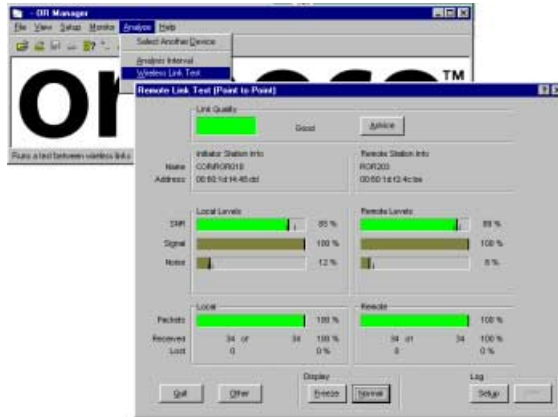 - OR Manager
File View Setup Monitor Analyse Help
Select Another Device
Analysis Interval
Wireless Link Test
TM
Runs a test between wireless links
Remote Link Test (Point to Point)
Link Quality
Good
Advice
Initiator Station Info
Remote Station Info
Name
ROR203
Address
Local Levels
Remote Levels
SNR 85 % 89 %
Signal 100 % 100 %
Noise 12 % 8 %
Local
Remote
Packets 100 % 100 %
Received 34 of 34 100 % 34 of 34 100 %
Lost 0 0 % 0 0 %
Display
Log
Quit
Other
Freeze
Normal
Setup